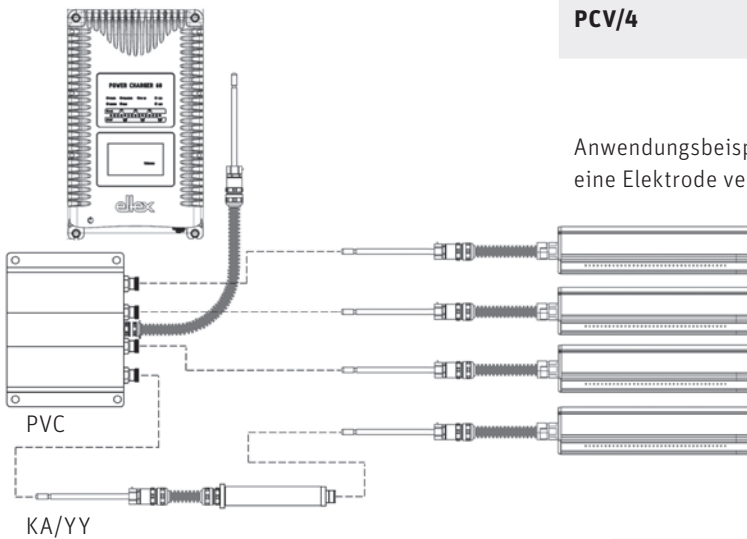 PCV/4
POWER CHARGER 60
Anwendungsbeisp
eine Elektrode ve
eltex
PVC
KA/YY